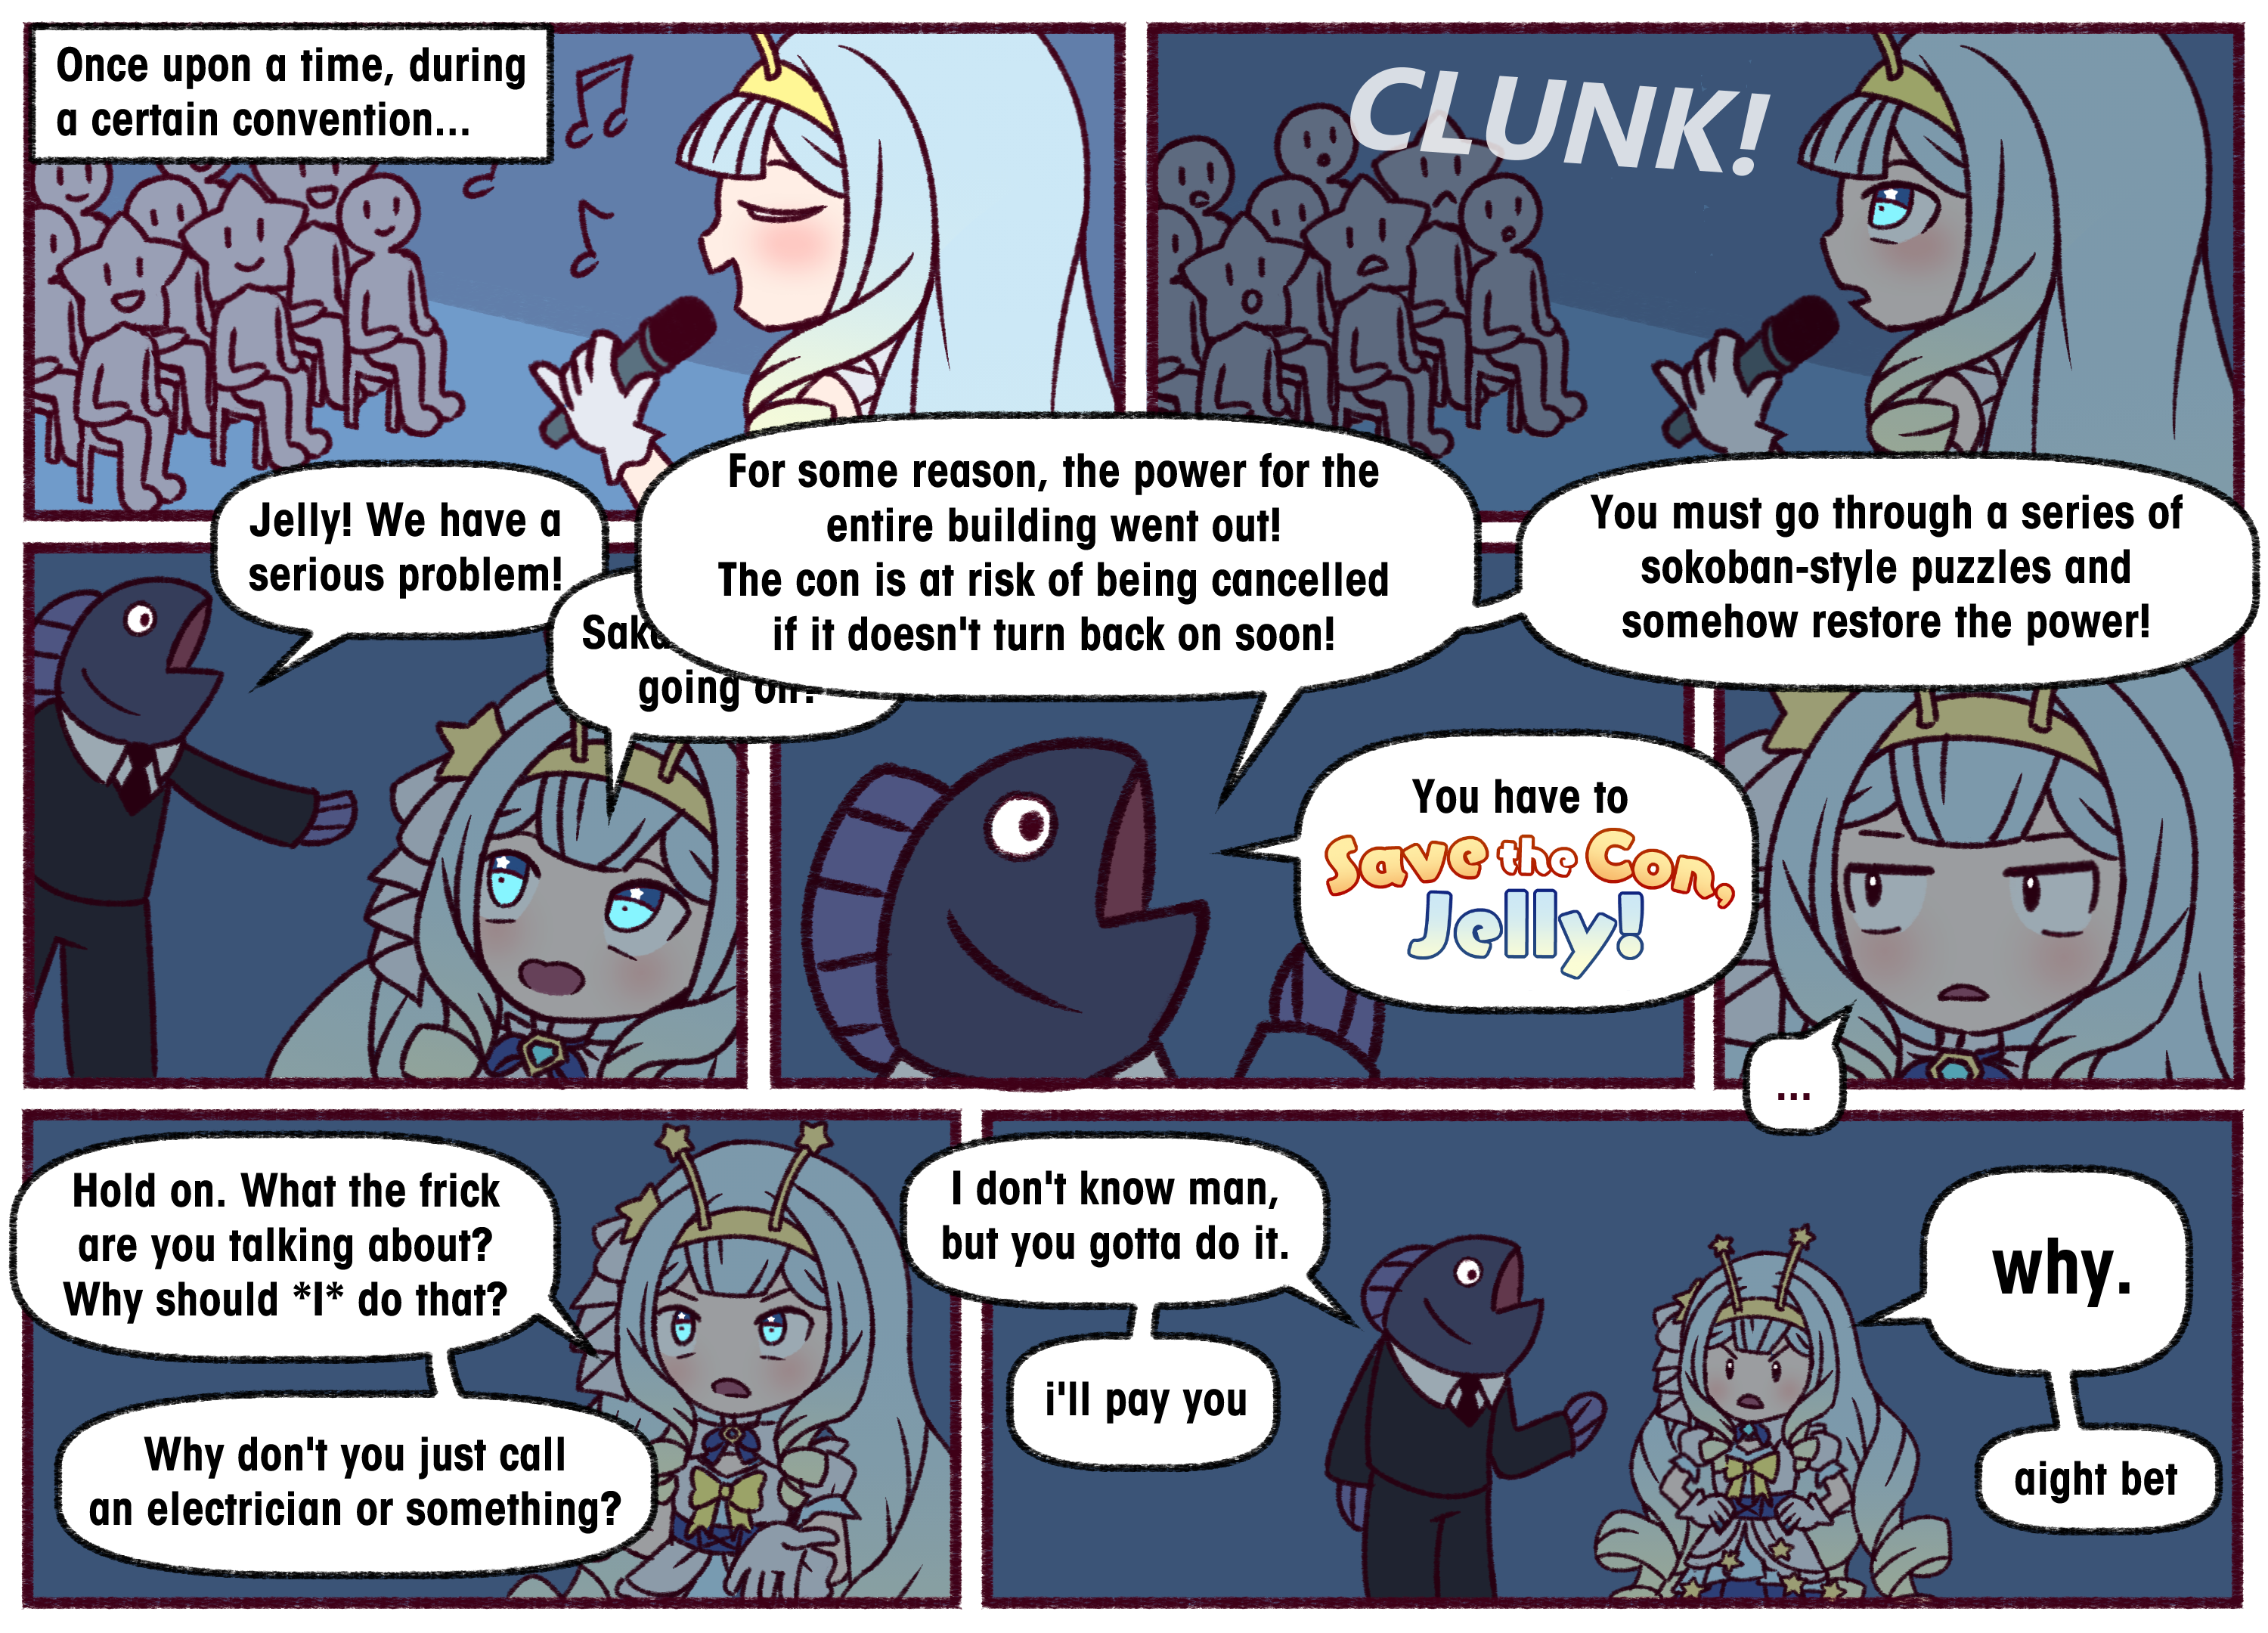 Once upon a time, during
a certain convention...
CLUNK!
Jelly! We have a
serious problem!
going on?
For some reason, the power for the
entire building went out!
The con is at risk of being cancelled
if it doesn't turn back on soon!
You must go through a series of
sokoban-style puzzles and
somehow restore the power!
You have to
Save the Con,
Jelly!
...
Hold on. What the frick
are you talking about?
Why should *I* do that?
Why don't you just call
an electrician or something?
I don't know man,
but you gotta do it.
i'll pay you
why.
aight bet